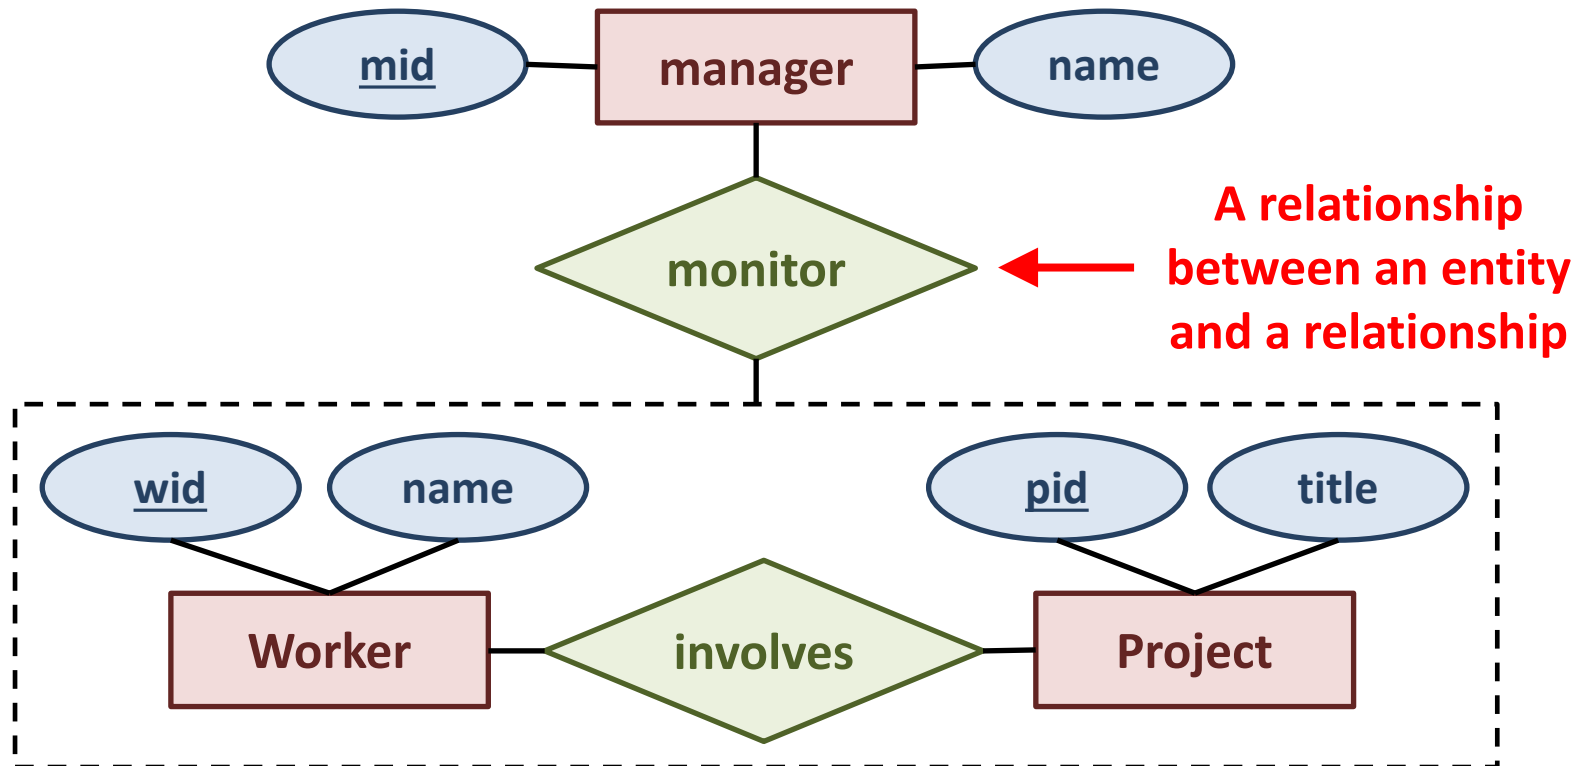 mid
manager
name
monitor
A relationship
between an entity
and a relationship
wid
name
pid
title
Worker
involves
Project